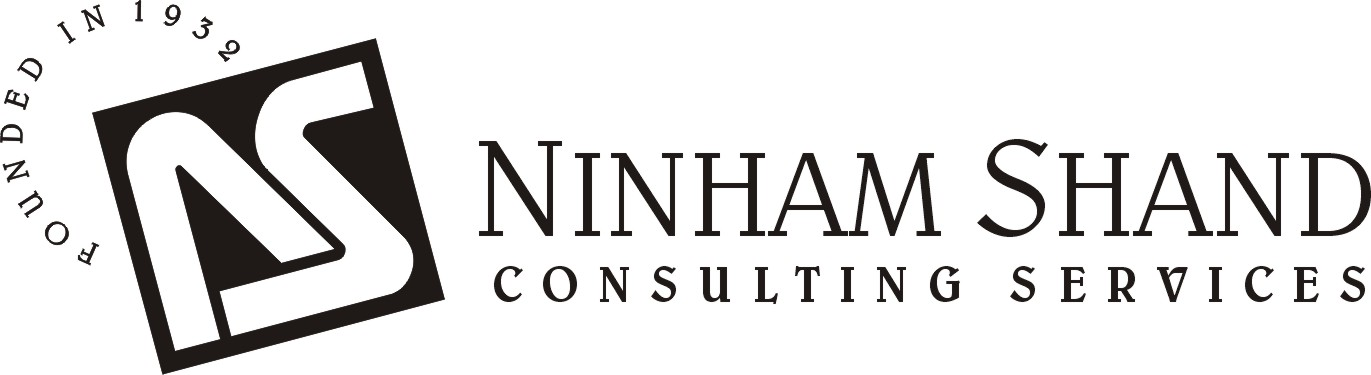 FOUNDED IN 1932
NS
NINHAM SHAND
CONSULTING SERVICES